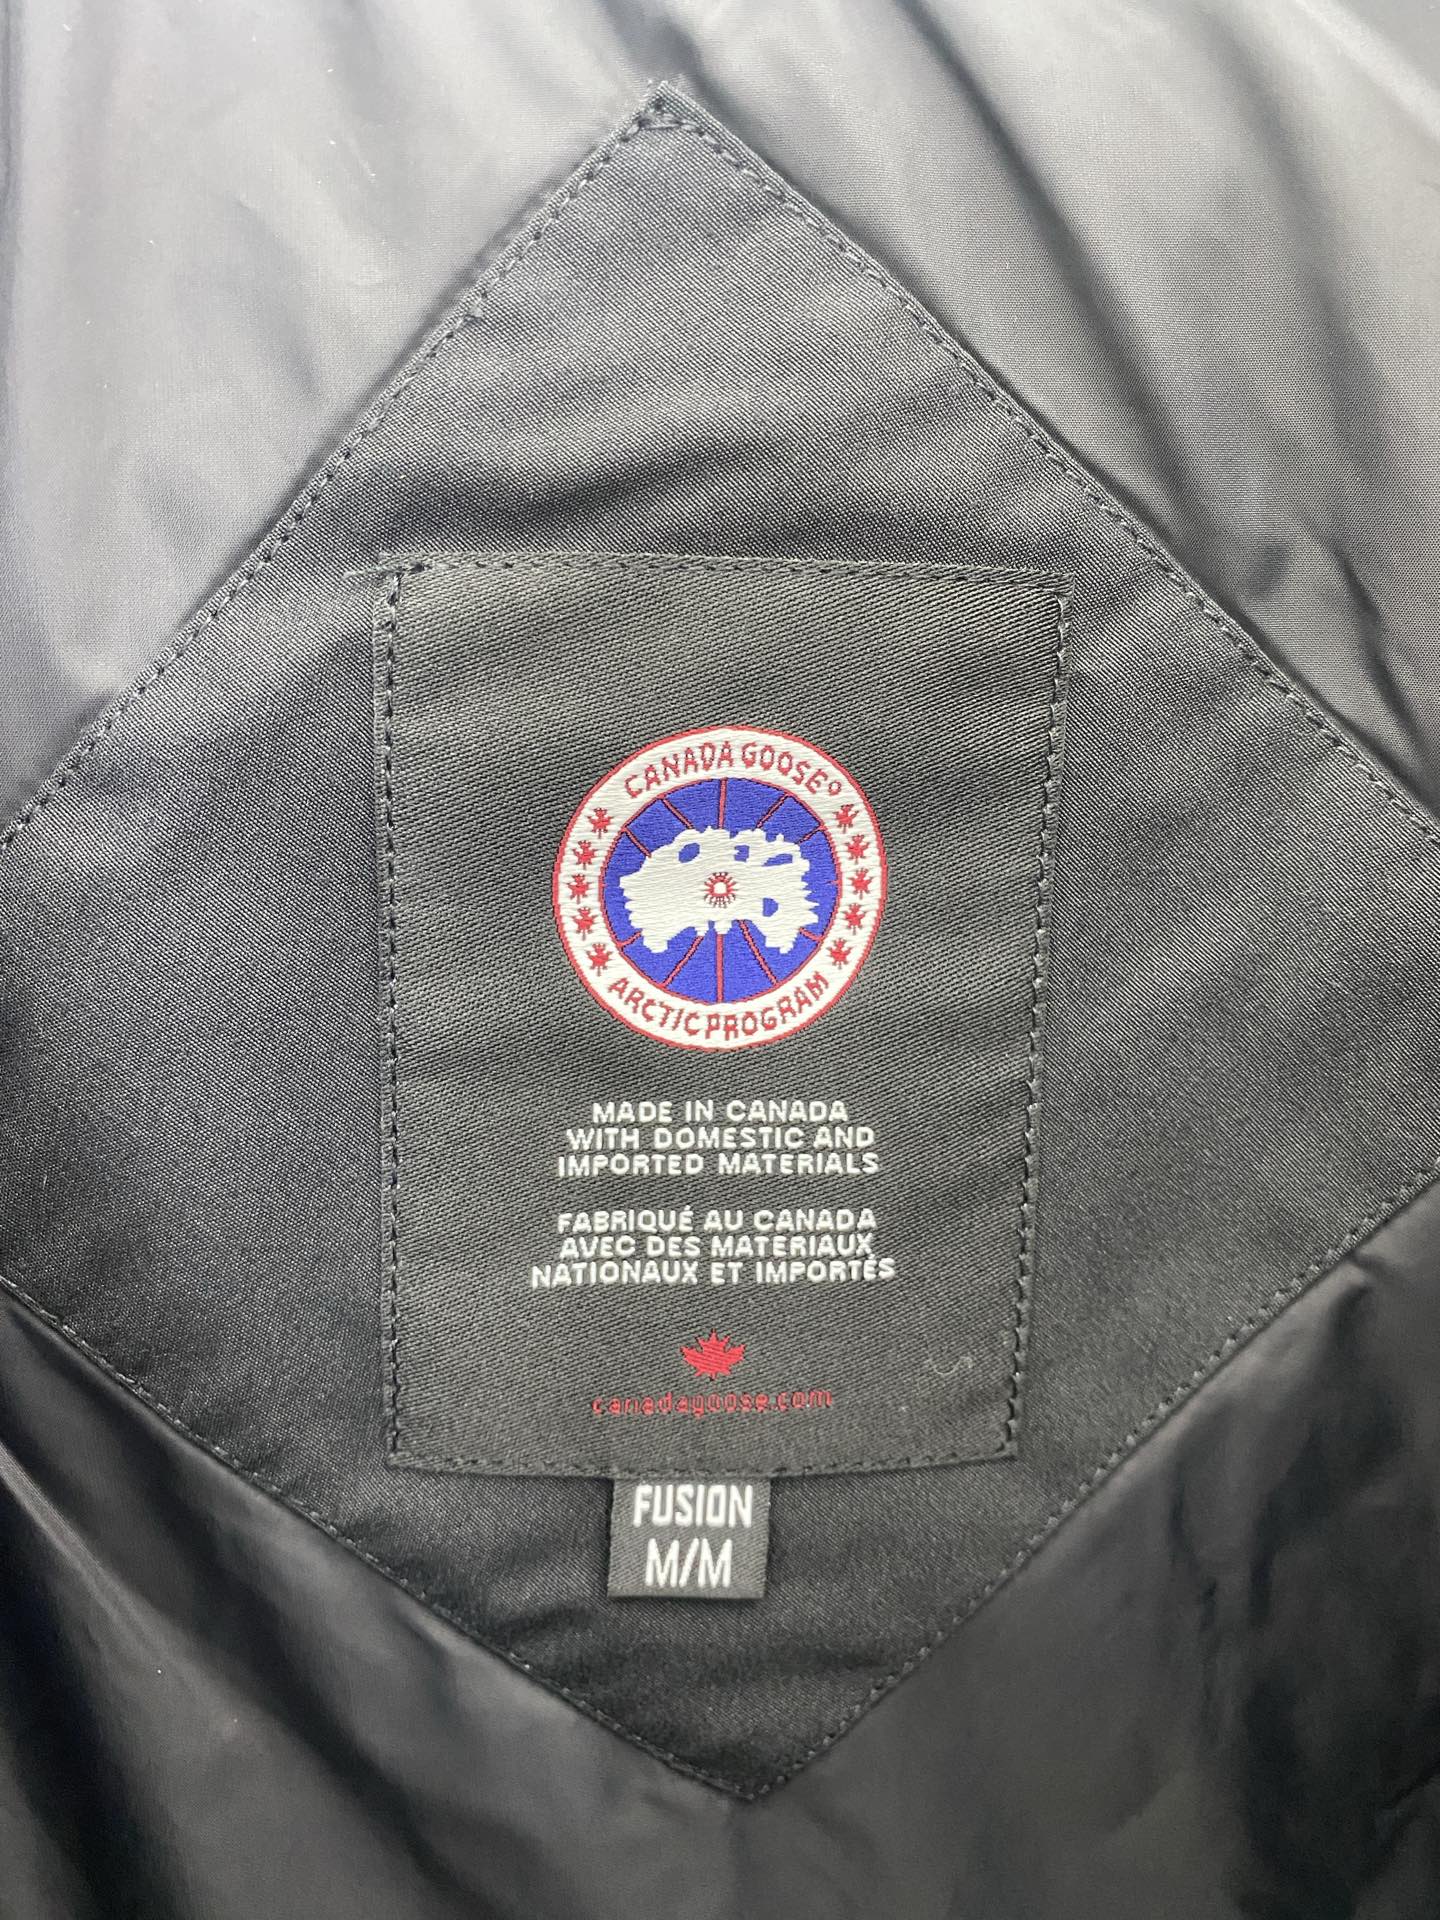 CANADA GOOSE®
ARCTIC PROGRAM
MADE IN CANADA
WITH DOMESTIC AND
IMPORTED MATERIALS
FABRIQUÉ AU CANADA
AVEC DES MATERIAUX
NATIONAUX ET IMPORTÉS
canadagoose.com
FUSION
M/M